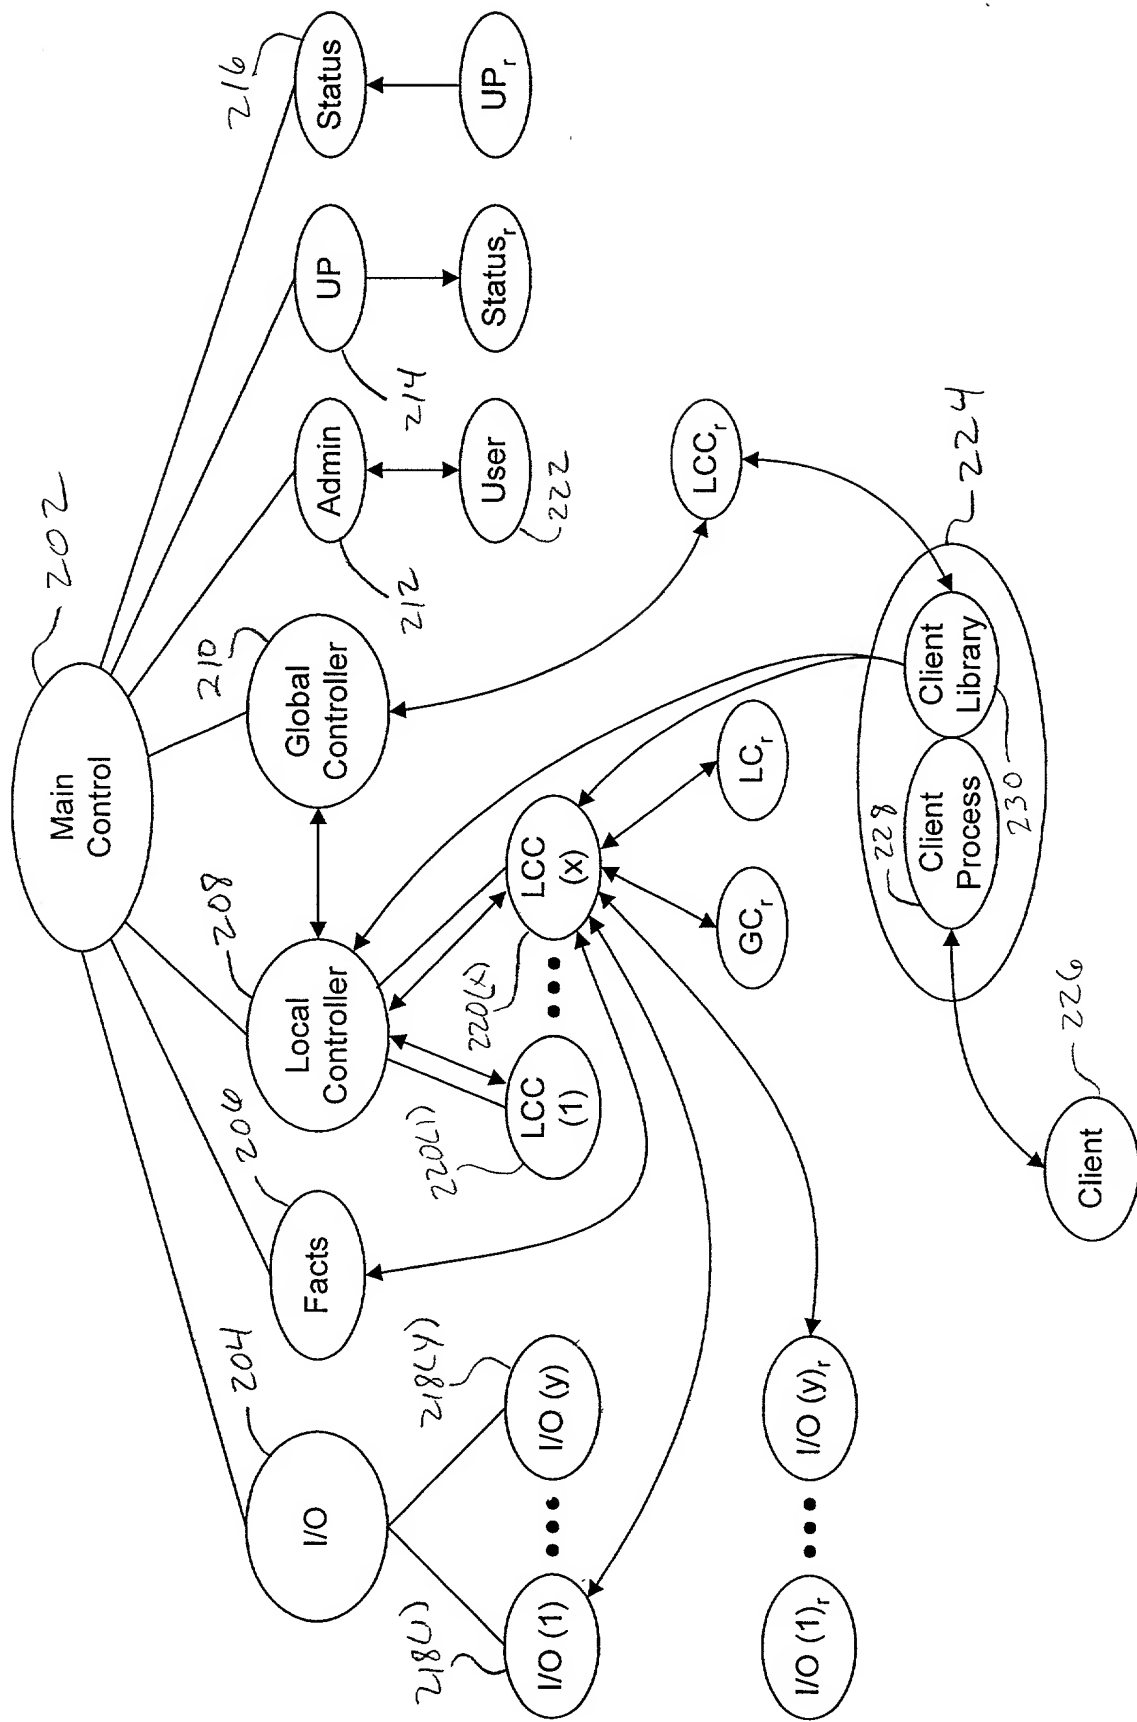 202
Main
Control
204
I/O
206
Facts
208
Local
Controller
210
Global
Controller
212
Admin
214
UP
216
Status
218(1)
I/O (1)
218(y)
I/O (y)
220(1)
LCC
(1)
220(x)
LCC
(x)
222
User
Status_r
UP_r
I/O (1)_r
I/O (y)_r
GC_r
LC_r
LCC_r
224
228
Client
Process
230
Client
Library
226
Client